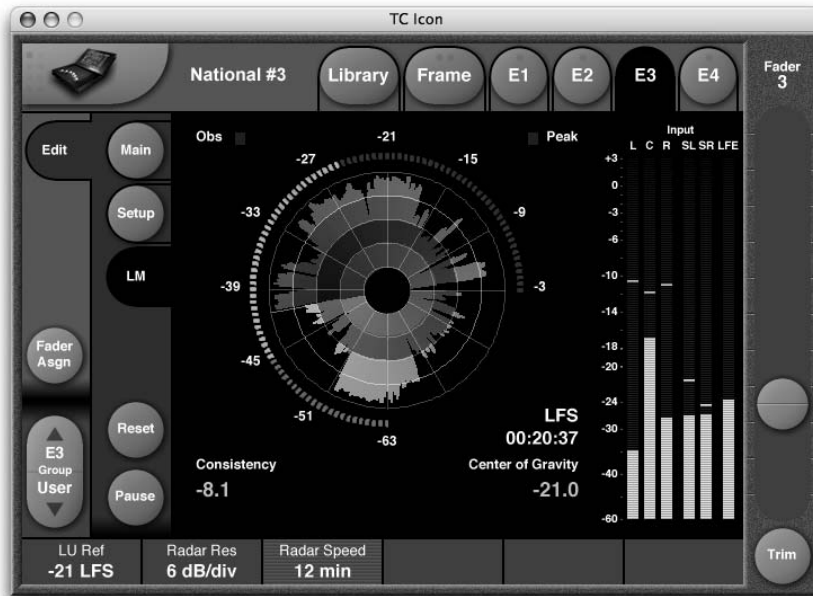 TC Icon
National #3
Library
Frame
E1
E2
E3
E4
Fader
3
Edit
Main
Setup
LM
Fader
Asgn
E3
Group
User
Reset
Pause
Obs
Peak
-21
-27
-15
-33
-9
-39
-3
-45
-51
-63
LFS
00:20:37
Consistency
-8.1
Center of Gravity
-21.0
Input
L C R SL SR LFE
+3
0
-3
-6
-10
-14
-18
-20
-24
-30
-40
-60
LU Ref
-21 LFS
Radar Res
6 dB/div
Radar Speed
12 min
Trim